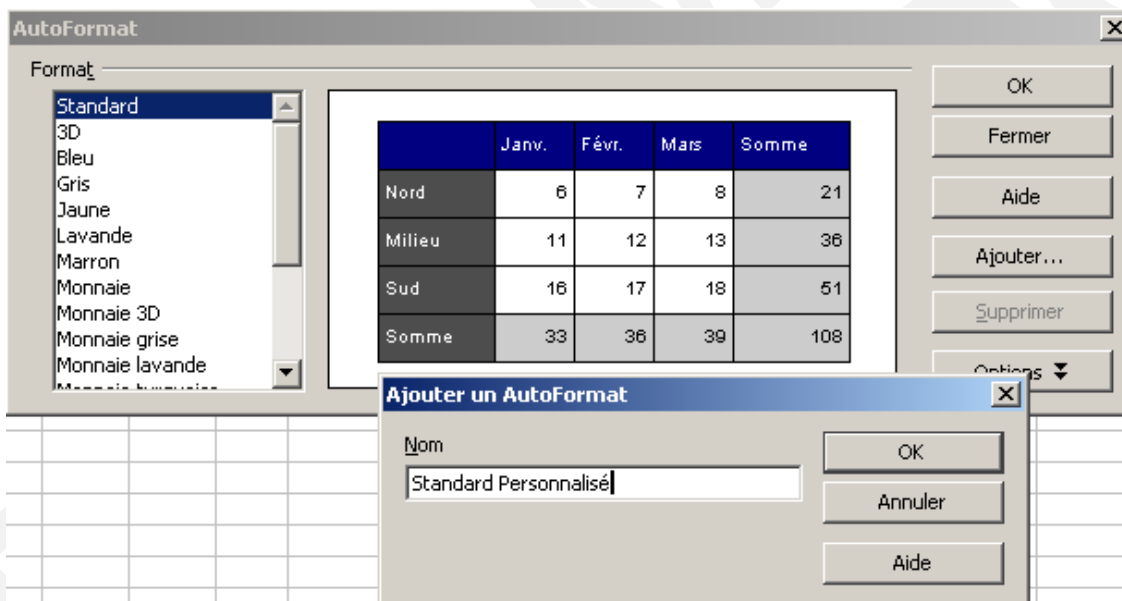 AutoFormat
Format
Standard
3D
Bleu
Gris
Jaune
Lavande
Marron
Monnaie
Monnaie 3D
Monnaie grise
Monnaie lavande
Janv. Févr. Mars Somme
Nord 6 7 8 21
Milieu 11 12 13 36
Sud 16 17 18 51
Somme 33 36 39 108
OK
Fermer
Aide
Ajouter...
Supprimer
Options
Ajouter un AutoFormat
Nom
Standard Personnalisé
OK
Annuler
Aide